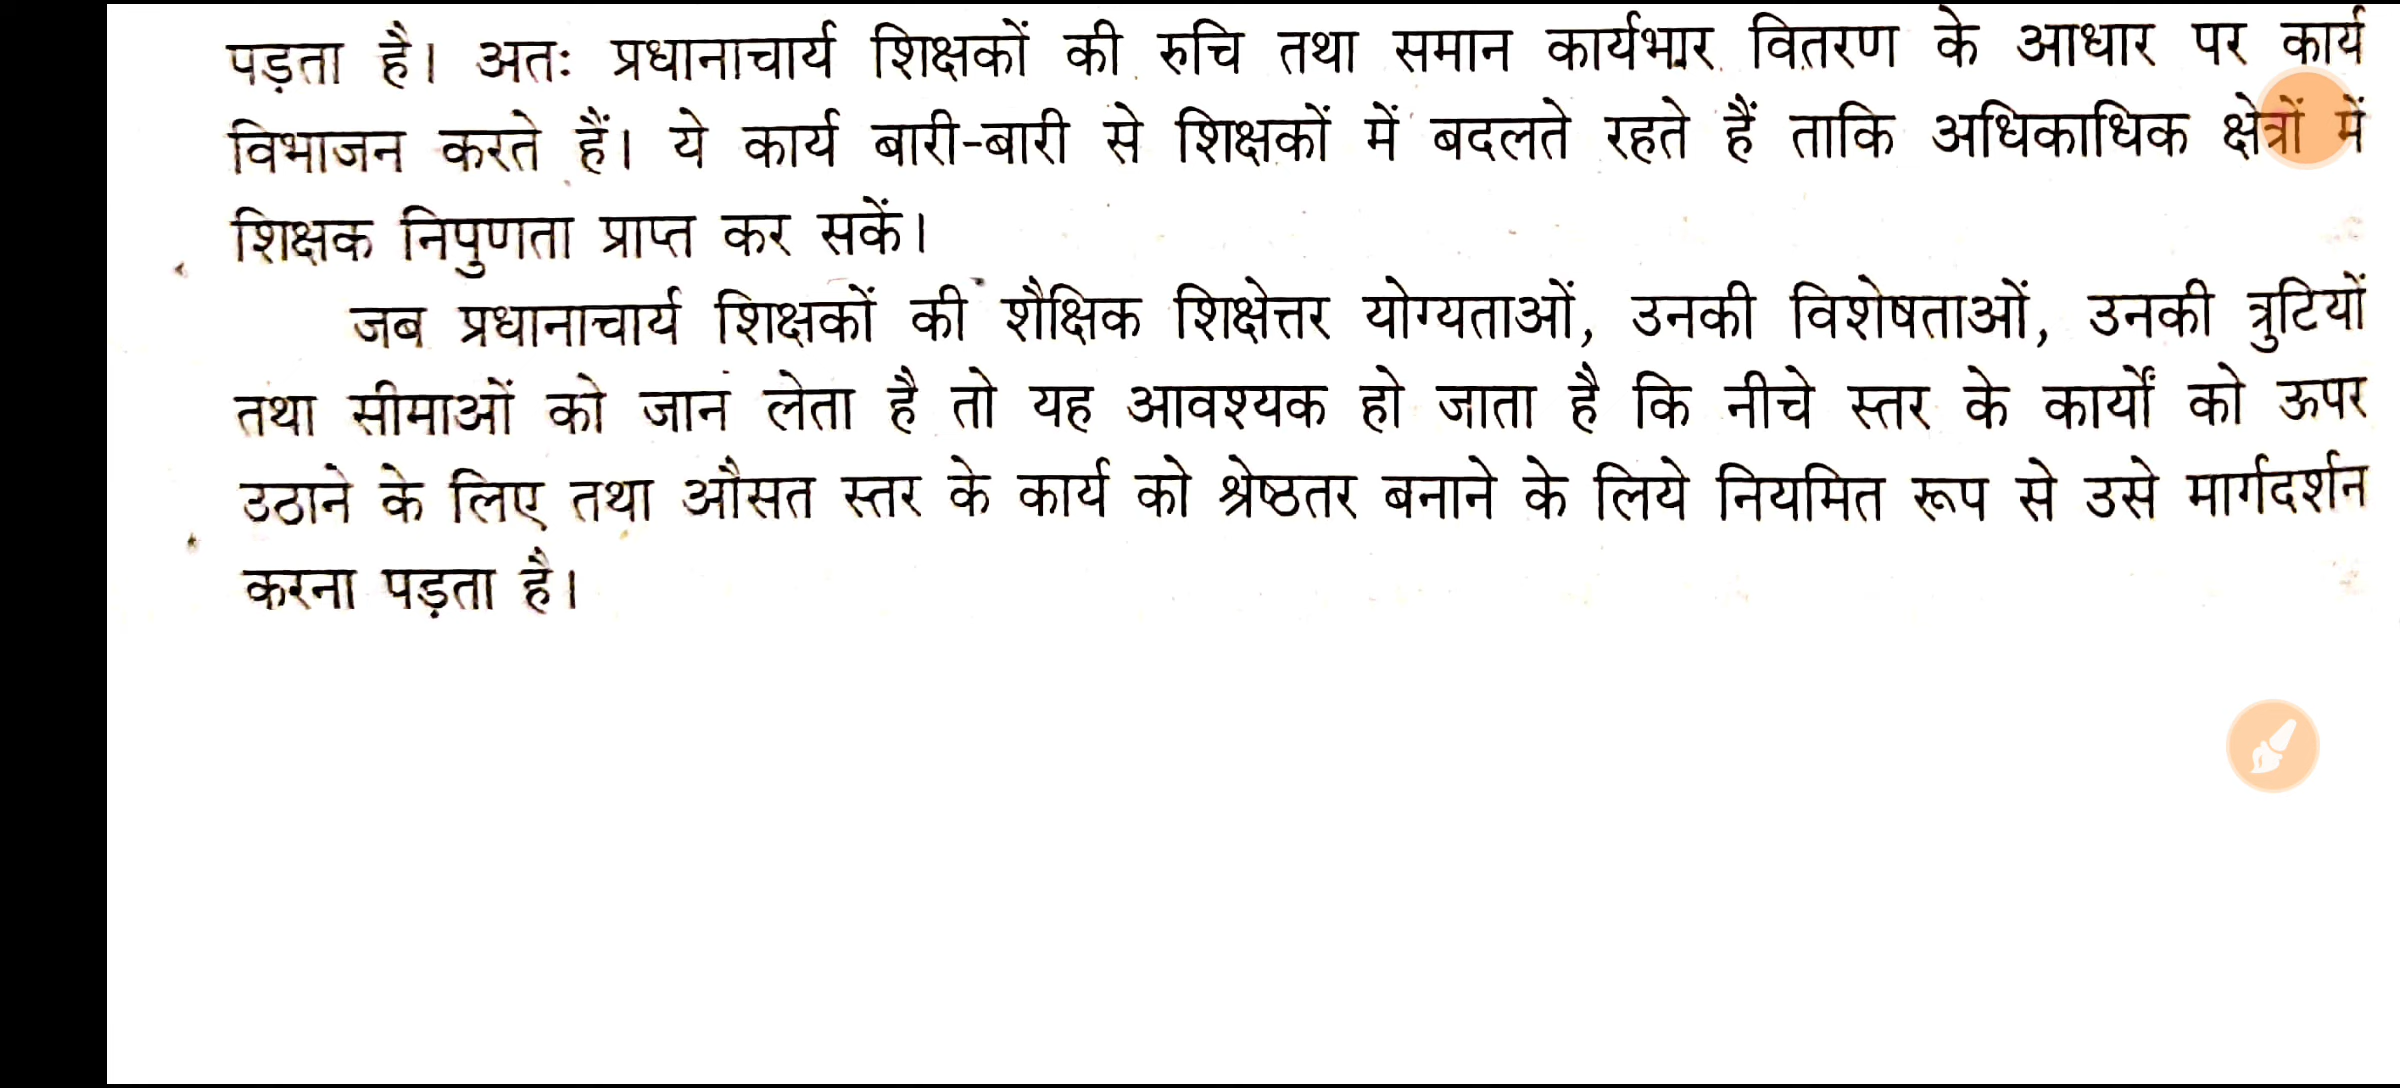 पड़ता है। अतः प्रधानाचार्य शिक्षकों की रुचि तथा समान कार्यभार वितरण के आधार पर कार्य
विभाजन करते हैं। ये कार्य बारी-बारी से शिक्षकों में बदलते रहते हैं ताकि अधिकाधिक क्षेत्रों में
शिक्षक निपुणता प्राप्त कर सकें।
जब प्रधानाचार्य शिक्षकों की शैक्षिक शिक्षेत्तर योग्यताओं, उनकी विशेषताओं, उनकी त्रुटियों
तथा सीमाओं को जान लेता है तो यह आवश्यक हो जाता है कि नीचे स्तर के कार्यों को ऊपर
उठाने के लिए तथा औसत स्तर के कार्य को श्रेष्ठतर बनाने के लिये नियमित रूप से उसे मार्गदर्शन
करना पड़ता है।